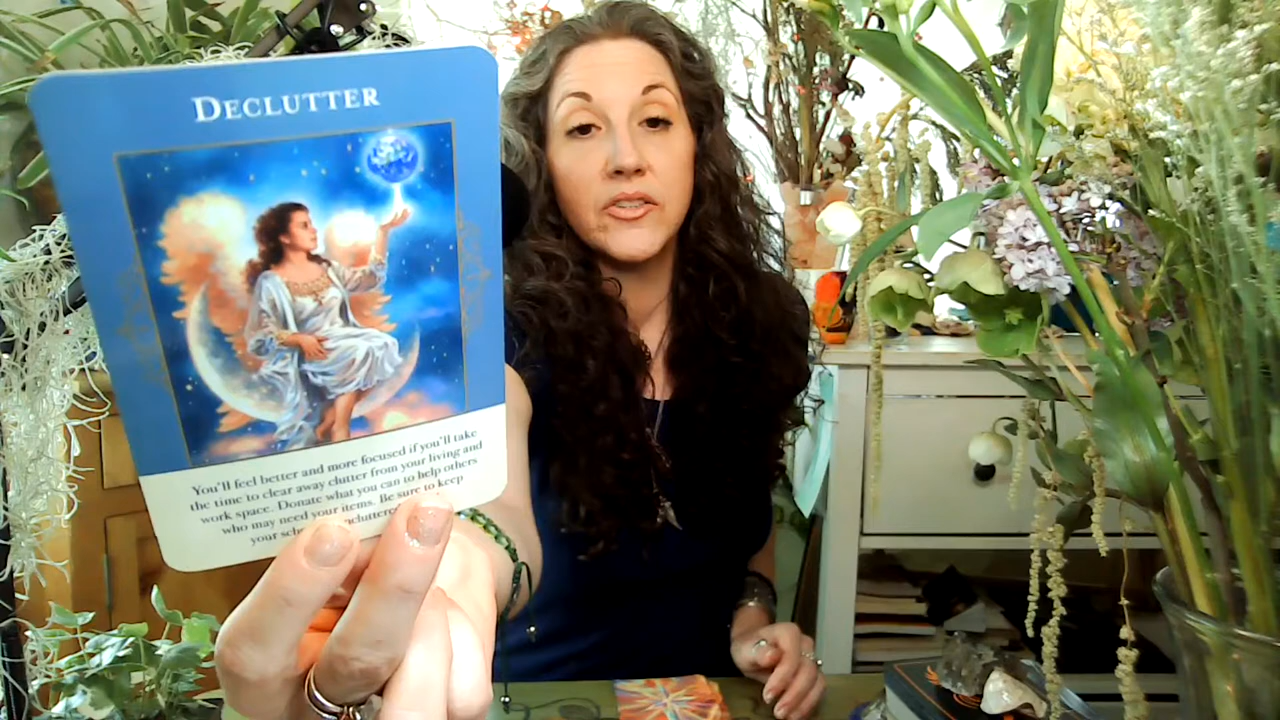 DECLUTTER
You'll feel better and more focused if you'll take
the time to clear away clutter from your living and
work space. Donate what you can to help others
who may need your items. Be sure to keep
your